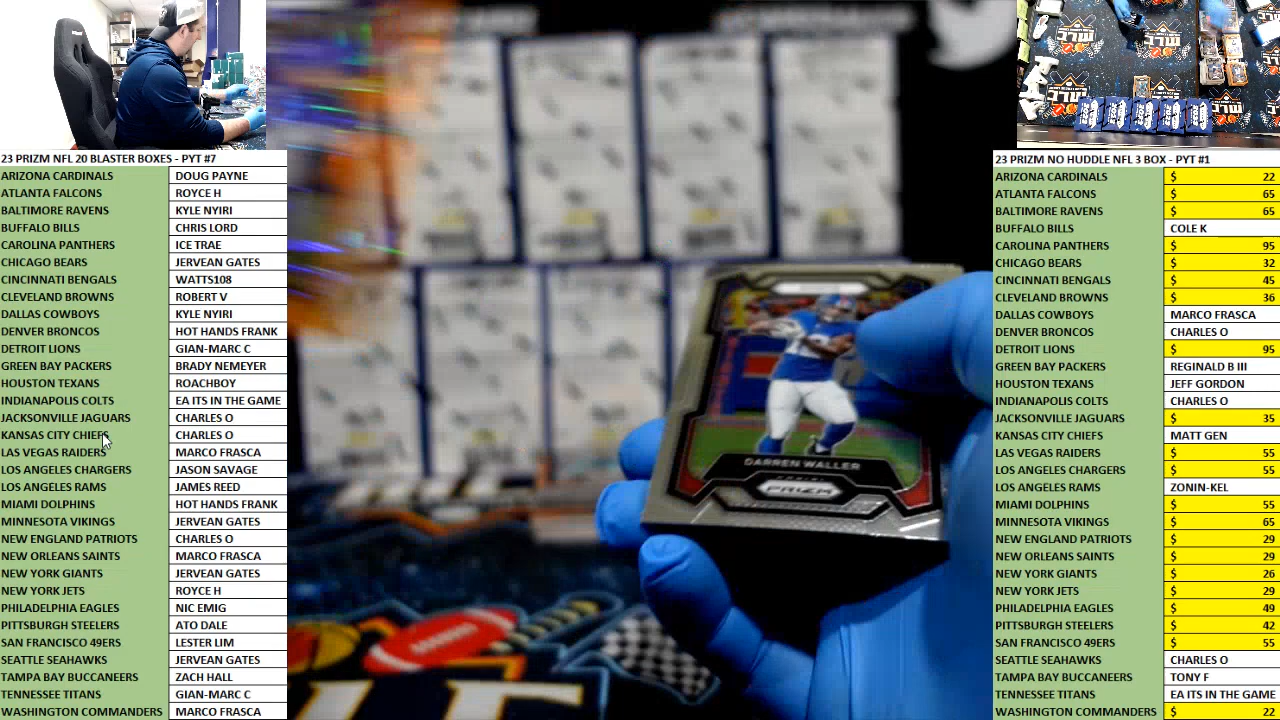 23 PRIZM NFL 20 BLASTER BOXES - PYT #7
ARIZONA CARDINALS DOUG PAYNE
ATLANTA FALCONS ROYCE H
BALTIMORE RAVENS KYLE NYIRI
BUFFALO BILLS CHRIS LORD
CAROLINA PANTHERS ICE TRAE
CHICAGO BEARS JERVEAN GATES
CINCINNATI BENGALS WATTS108
CLEVELAND BROWNS ROBERT V
DALLAS COWBOYS KYLE NYIRI
DENVER BRONCOS HOT HANDS FRANK
DETROIT LIONS GIAN-MARC C
GREEN BAY PACKERS BRADY NEMEYER
HOUSTON TEXANS ROACHBOY
INDIANAPOLIS COLTS EA ITS IN THE GAME
JACKSONVILLE JAGUARS CHARLES O
KANSAS CITY CHIEFS CHARLES O
LAS VEGAS RAIDERS MARCO FRASCA
LOS ANGELES CHARGERS JASON SAVAGE
LOS ANGELES RAMS JAMES REED
MIAMI DOLPHINS HOT HANDS FRANK
MINNESOTA VIKINGS JERVEAN GATES
NEW ENGLAND PATRIOTS CHARLES O
NEW ORLEANS SAINTS MARCO FRASCA
NEW YORK GIANTS JERVEAN GATES
NEW YORK JETS ROYCE H
PHILADELPHIA EAGLES NIC EMIG
PITTSBURGH STEELERS ATO DALE
SAN FRANCISCO 49ERS LESTER LIM
SEATTLE SEAHAWKS JERVEAN GATES
TAMPA BAY BUCCANEERS ZACH HALL
TENNESSEE TITANS GIAN-MARC C
WASHINGTON COMMANDERS MARCO FRASCA
DARREN WALLER
PANINI
PRIZM
23 PRIZM NO HUDDLE NFL 3 BOX - PYT #1
ARIZONA CARDINALS $ 22
ATLANTA FALCONS $ 65
BALTIMORE RAVENS $ 65
BUFFALO BILLS COLE K
CAROLINA PANTHERS $ 95
CHICAGO BEARS $ 32
CINCINNATI BENGALS $ 45
CLEVELAND BROWNS $ 36
DALLAS COWBOYS MARCO FRASCA
DENVER BRONCOS CHARLES O
DETROIT LIONS $ 95
GREEN BAY PACKERS REGINALD B III
HOUSTON TEXANS JEFF GORDON
INDIANAPOLIS COLTS CHARLES O
JACKSONVILLE JAGUARS $ 35
KANSAS CITY CHIEFS MATT GEN
LAS VEGAS RAIDERS $ 55
LOS ANGELES CHARGERS $ 55
LOS ANGELES RAMS ZONIN-KEL
MIAMI DOLPHINS $ 55
MINNESOTA VIKINGS $ 65
NEW ENGLAND PATRIOTS $ 29
NEW ORLEANS SAINTS $ 29
NEW YORK GIANTS $ 26
NEW YORK JETS $ 29
PHILADELPHIA EAGLES $ 49
PITTSBURGH STEELERS $ 42
SAN FRANCISCO 49ERS $ 55
SEATTLE SEAHAWKS CHARLES O
TAMPA BAY BUCCANEERS TONY F
TENNESSEE TITANS EA ITS IN THE GAME
WASHINGTON COMMANDERS $ 22